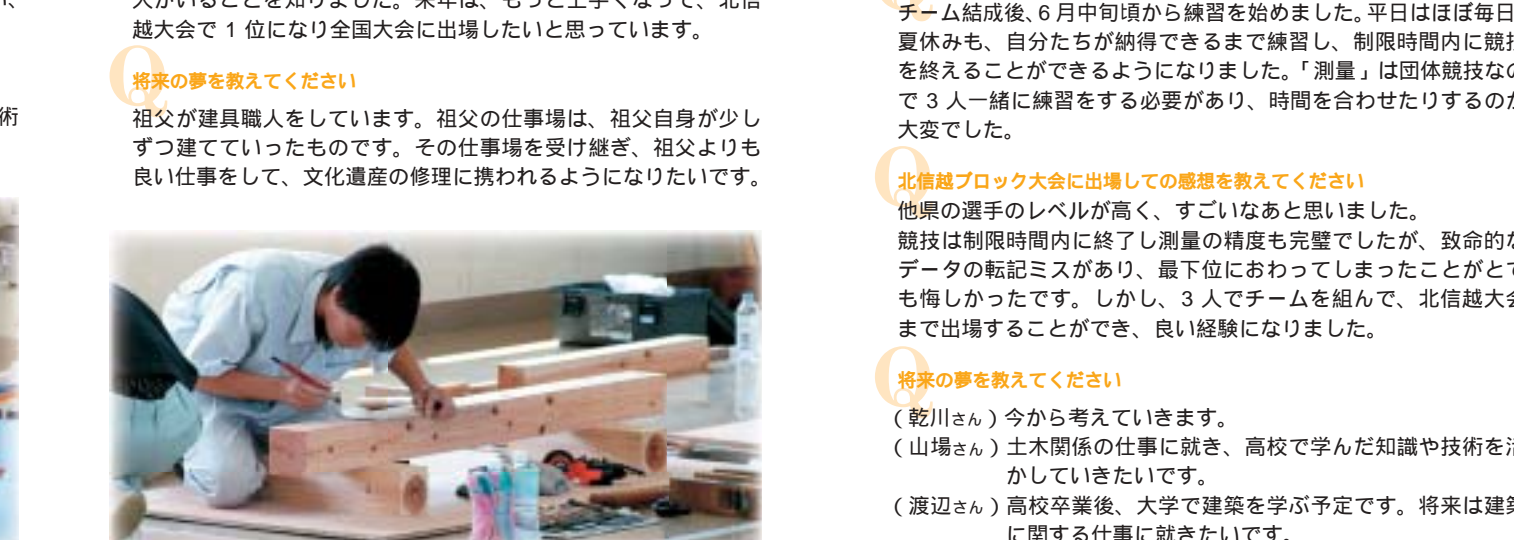 術
人がいることを知りました。来年は、もっと上手くなって、北信
越大会で1位になり全国大会に出場したいと思っています。
Q
将来の夢を教えてください
祖父が建具職人をしています。祖父の仕事場は、祖父自身が少し
ずつ建てていったものです。その仕事場を受け継ぎ、祖父よりも
良い仕事をして、文化遺産の修理に携われるようになりたいです。
チーム結成後、6月中旬頃から練習を始めました。平日はほぼ毎日
夏休みも、自分たちが納得できるまで練習し、制限時間内に競技
を終えることができるようになりました。「測量」は団体競技なの
で3人一緒に練習をする必要があり、時間を合わせたりするのが
大変でした。
Q
北信越ブロック大会に出場しての感想を教えてください
他県の選手のレベルが高く、すごいなあと思いました。
競技は制限時間内に終了し測量の精度も完璧でしたが、致命的な
データの転記ミスがあり、最下位におわってしまったことがとて
も悔しかったです。しかし、3人でチームを組んで、北信越大会
まで出場することができ、良い経験になりました。
Q
将来の夢を教えてください
(乾川さん)今から考えていきます。
(山場さん)土木関係の仕事に就き、高校で学んだ知識や技術を活
かしていきたいです。
(渡辺さん)高校卒業後、大学で建築を学ぶ予定です。将来は建築
に関する仕事に就きたいです。